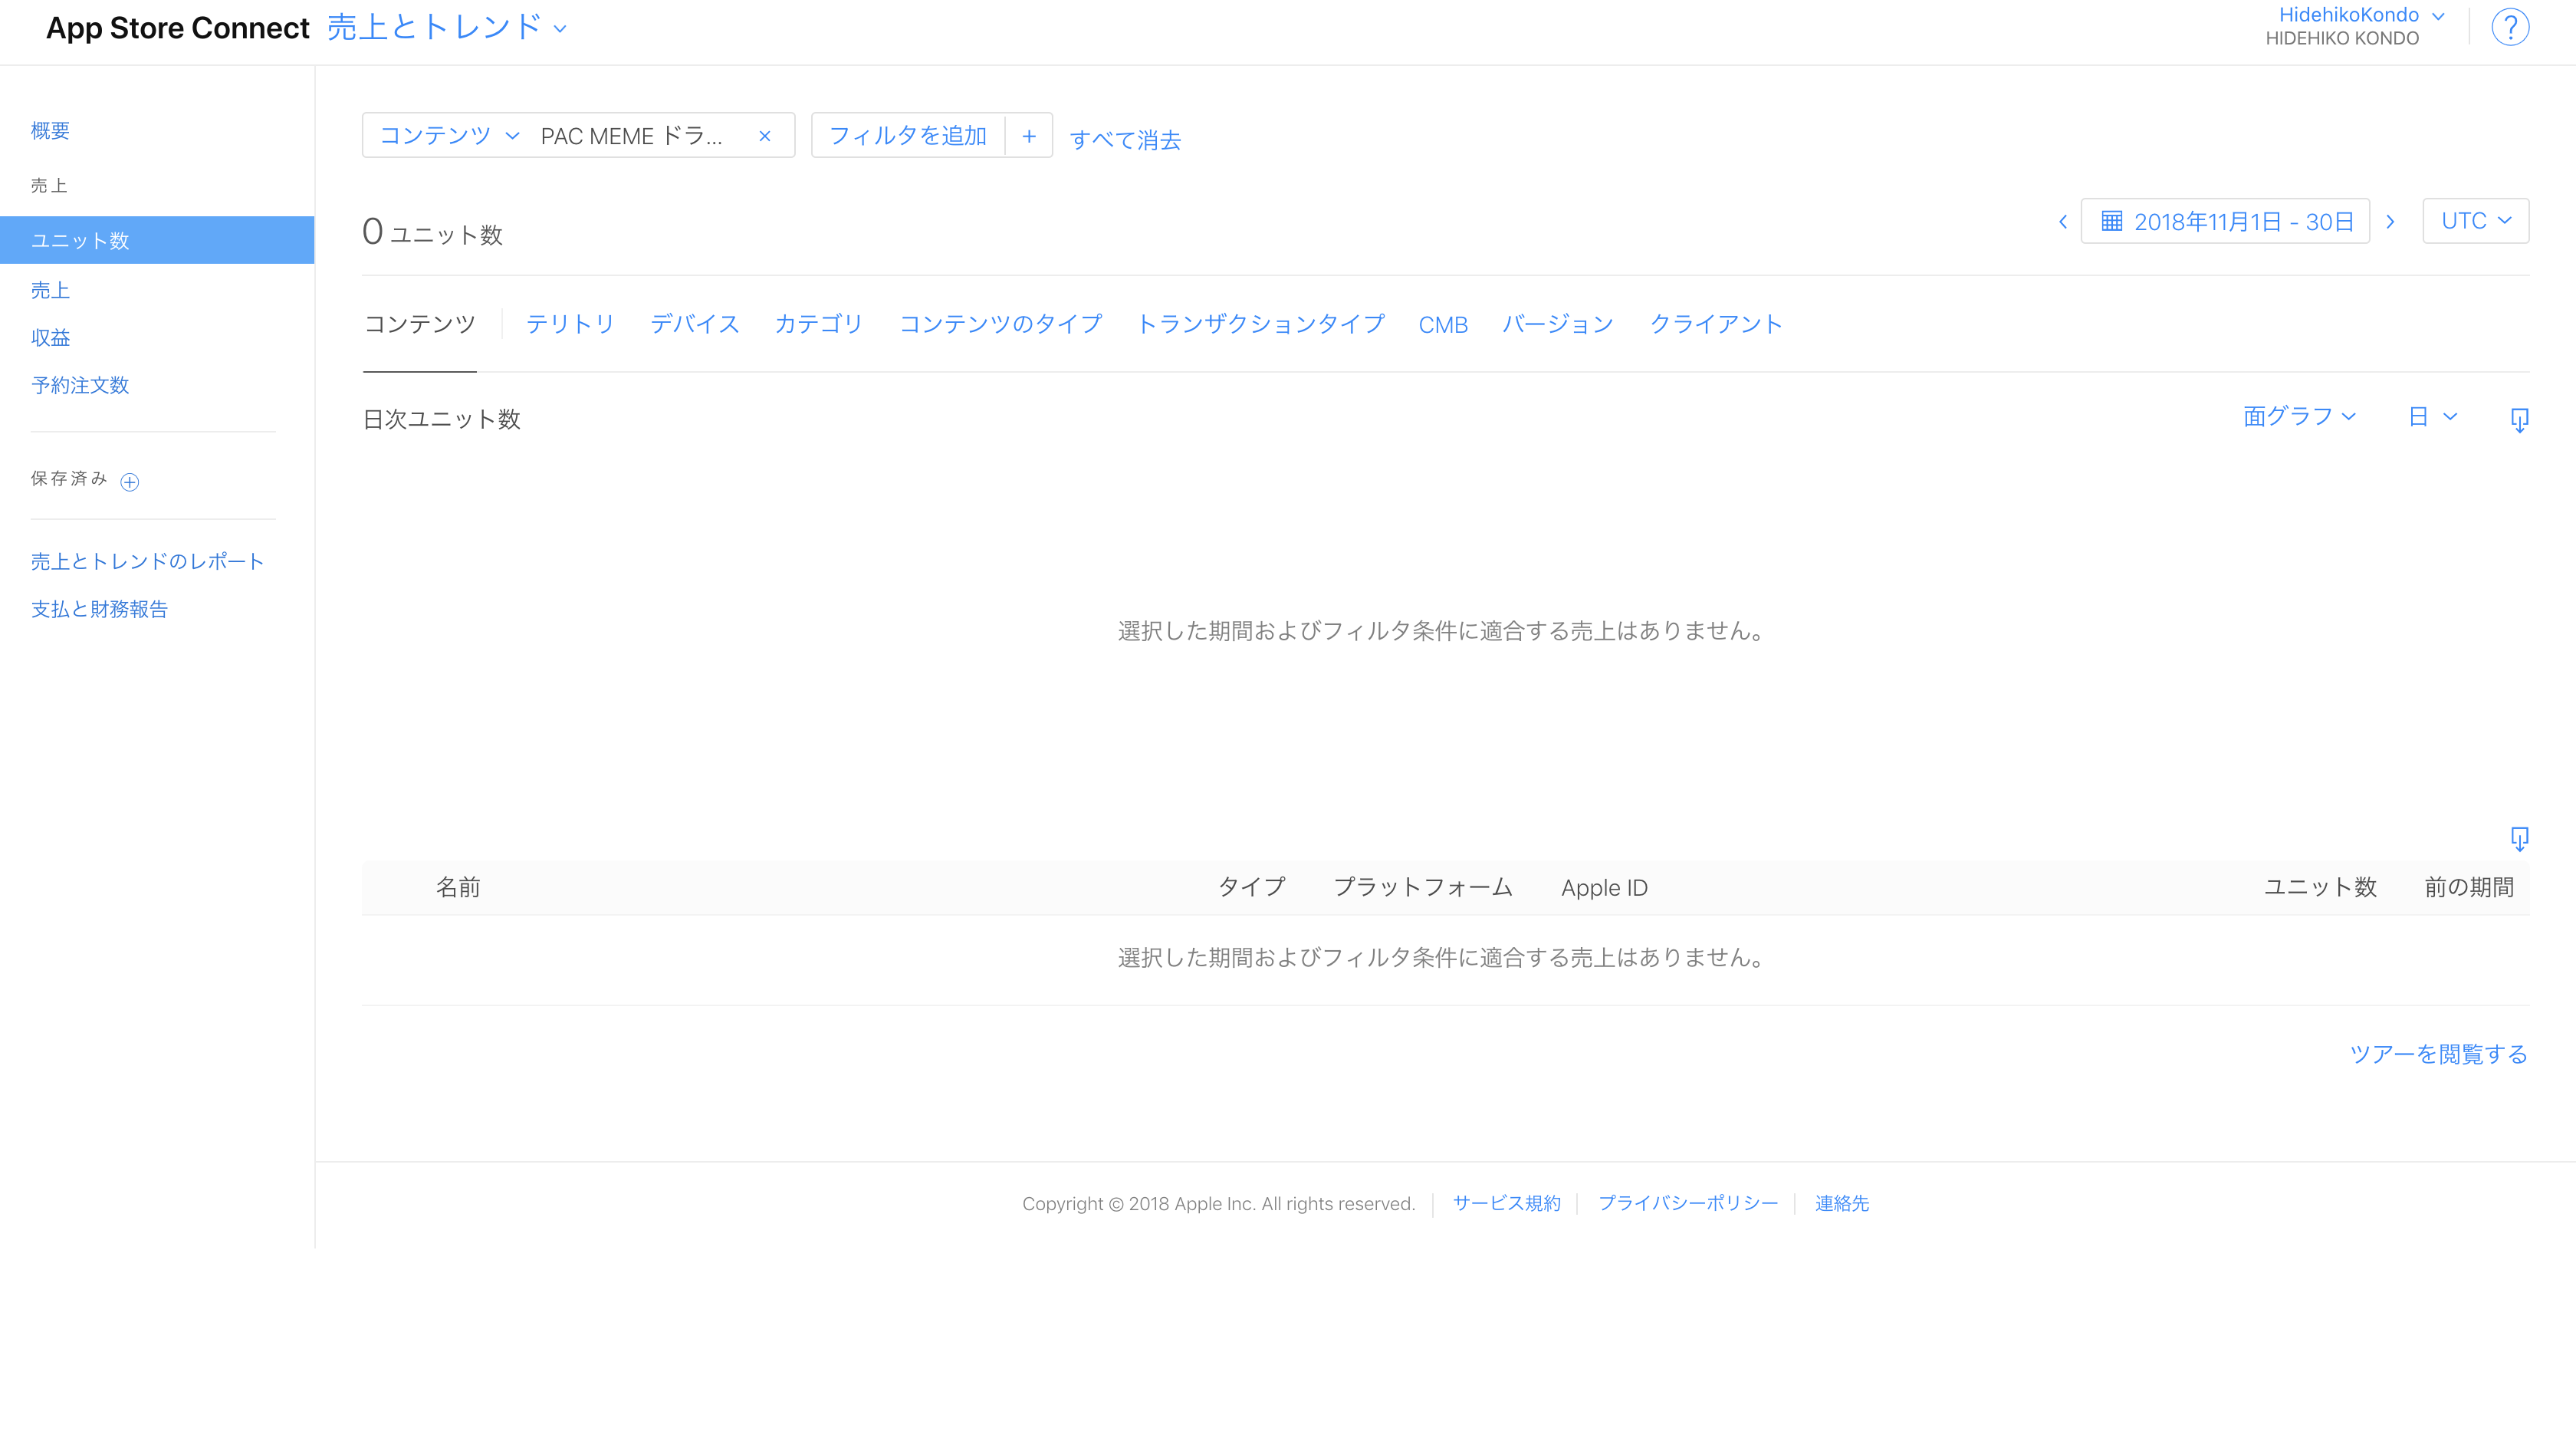 App Store Connect 売上とトレンド
HidehikoKondo
HIDEHIKO KONDO
?
概要
売上
ユニット数
売上
収益
予約注文数
保存済み
売上とトレンドのレポート
支払と財務報告
コンテンツ PAC MEME ドラ... × フィルタを追加 + すべて消去
0 ユニット数
2018年11月1日 - 30日 UTC
コンテンツ テリトリ デバイス カテゴリ コンテンツのタイプ トランザクションタイプ CMB バージョン クライアント
日次ユニット数 面グラフ 日
選択した期間およびフィルタ条件に適合する売上はありません。
名前 タイプ プラットフォーム Apple ID ユニット数 前の期間
選択した期間およびフィルタ条件に適合する売上はありません。
ツアーを閲覧する
Copyright © 2018 Apple Inc. All rights reserved. サービス規約 プライバシーポリシー 連絡先